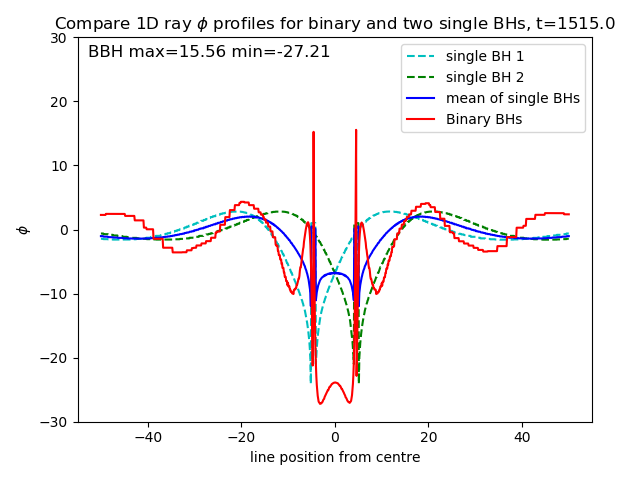 Compare 1D ray ϕ profiles for binary and two single BHs, t=1515.0
BBH max=15.56 min=-27.21
single BH 1
single BH 2
mean of single BHs
Binary BHs
30
20
10
0
−10
−20
−30
ϕ
−40
−20
0
20
40
line position from centre